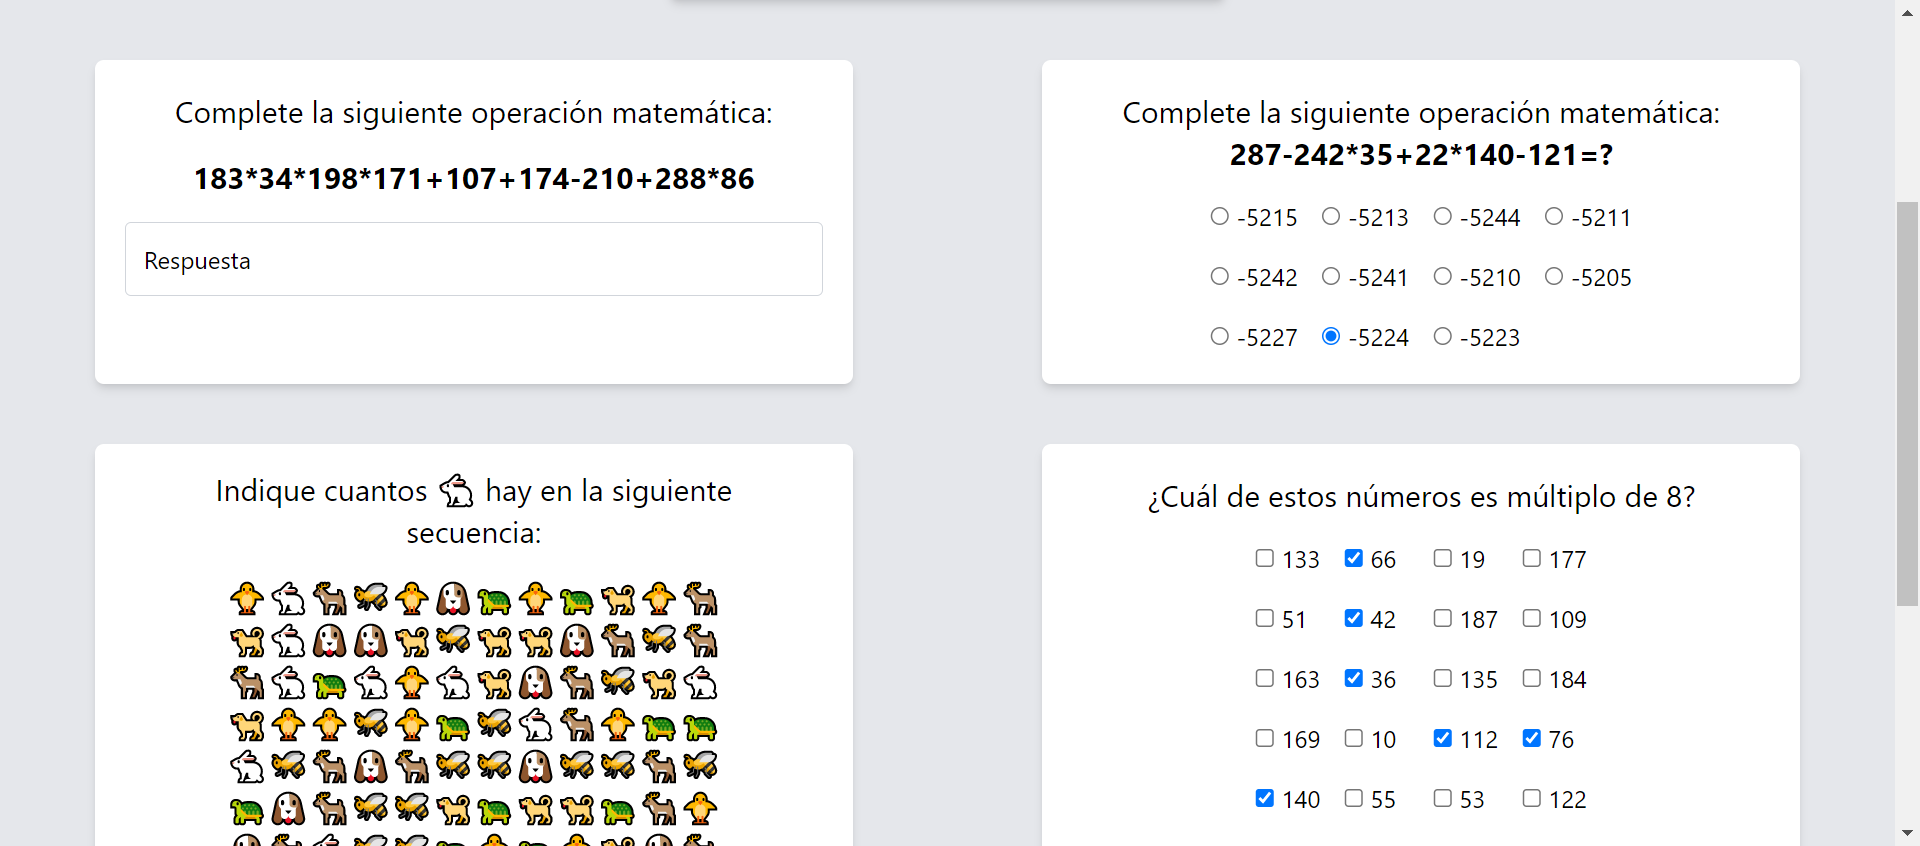 Complete la siguiente operación matemática:
183*34*198*171+107+174-210+288*86
Respuesta
Complete la siguiente operación matemática:
287-242*35+22*140-121=?
-5215 -5213 -5244 -5211
-5242 -5241 -5210 -5205
-5227 -5224 -5223
Indique cuantos hay en la siguiente
secuencia:
¿Cuál de estos números es múltiplo de 8?
133 66 19 177
51 42 187 109
163 36 135 184
169 10 112 76
140 55 53 122